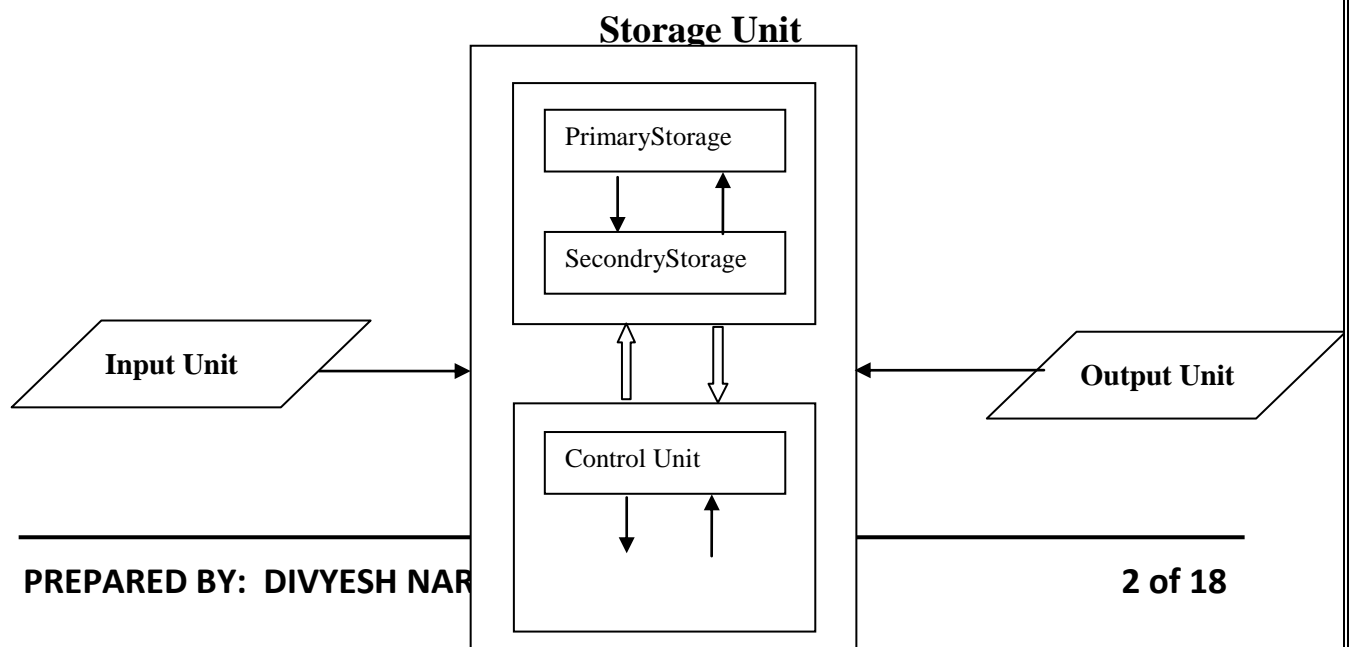 Storage Unit
PrimaryStorage
SecondryStorage
Input Unit
Output Unit
Control Unit
PREPARED BY: DIVYESH NAR
2 of 18